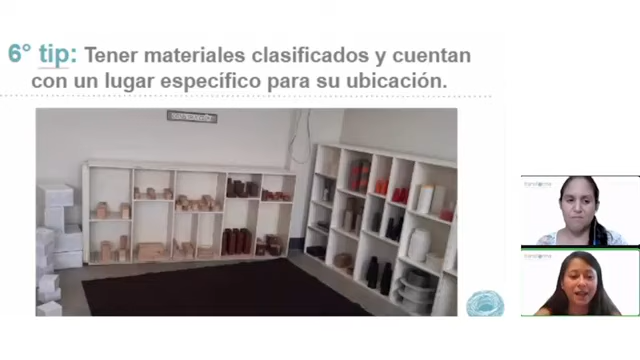 6° tip: Tener materiales clasificados y cuentan
con un lugar específico para su ubicación.